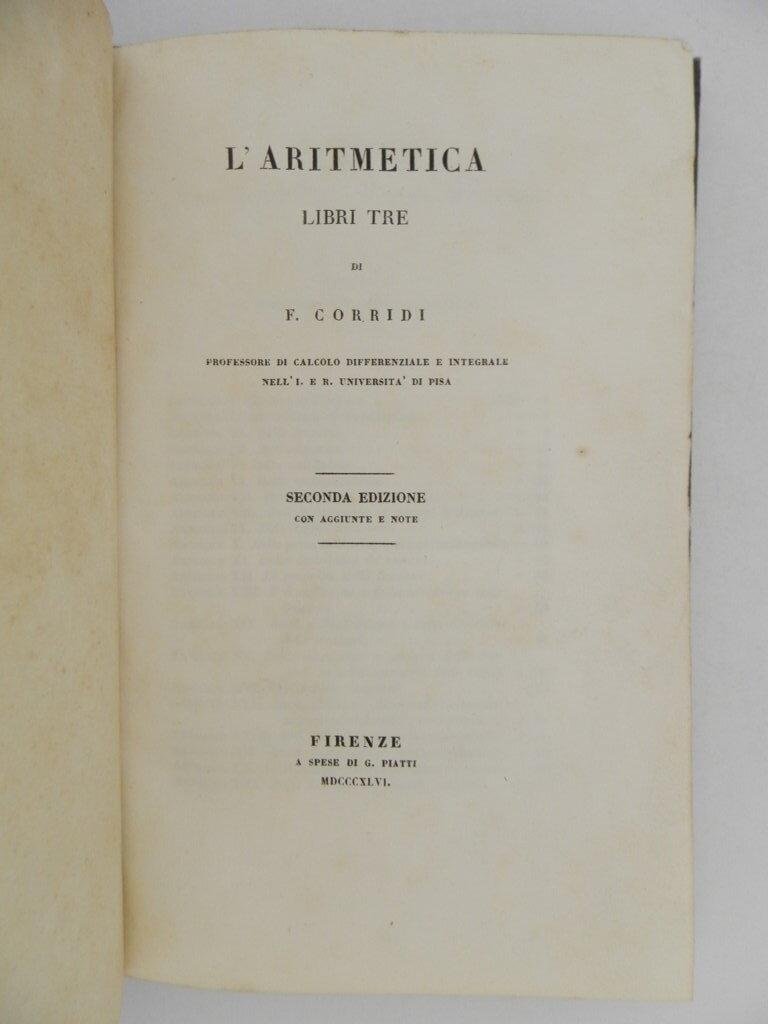 L'ARITMETICA
LIBRI TRE
DI
F. CORRIDI
PROFESSORE DI CALCOLO DIFFERENZIALE E INTEGRALE
NELL' I. E R. UNIVERSITA' DI PISA
SECONDA EDIZIONE
CON AGGIUNTE E NOTE
FIRENZE
A SPESE DI G. PIATTI
MDCCCXLVI.